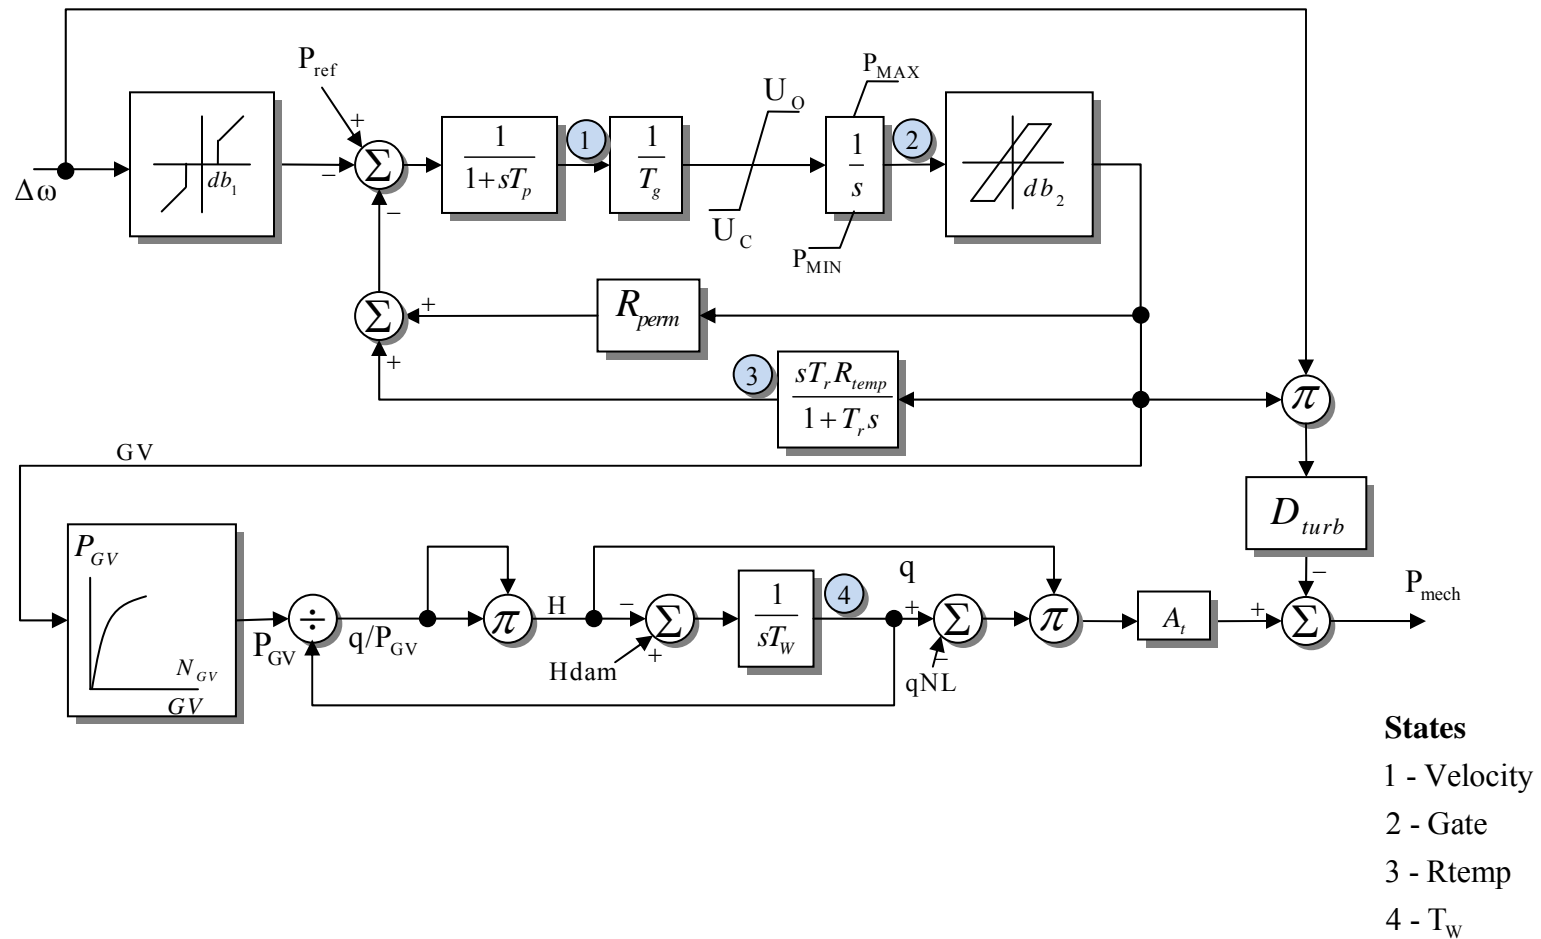 P_ref
P_MAX
U_O
+
Δω
db_1
−
Σ
1
1+sT_p
1
1
T_g
1
s
2
db_2
−
U_C
P_MIN
Σ
+
R_perm
+
3
sT_r R_temp
1+T_r s
π
GV
D_turb
P_GV
N_GV
GV
÷
P_GV
q/P_GV
π
H
−
Σ
+
Hdam
1
sT_W
4
q
+
Σ
−
qNL
π
A_t
+
−
Σ
P_mech
States
1 - Velocity
2 - Gate
3 - Rtemp
4 - T_W